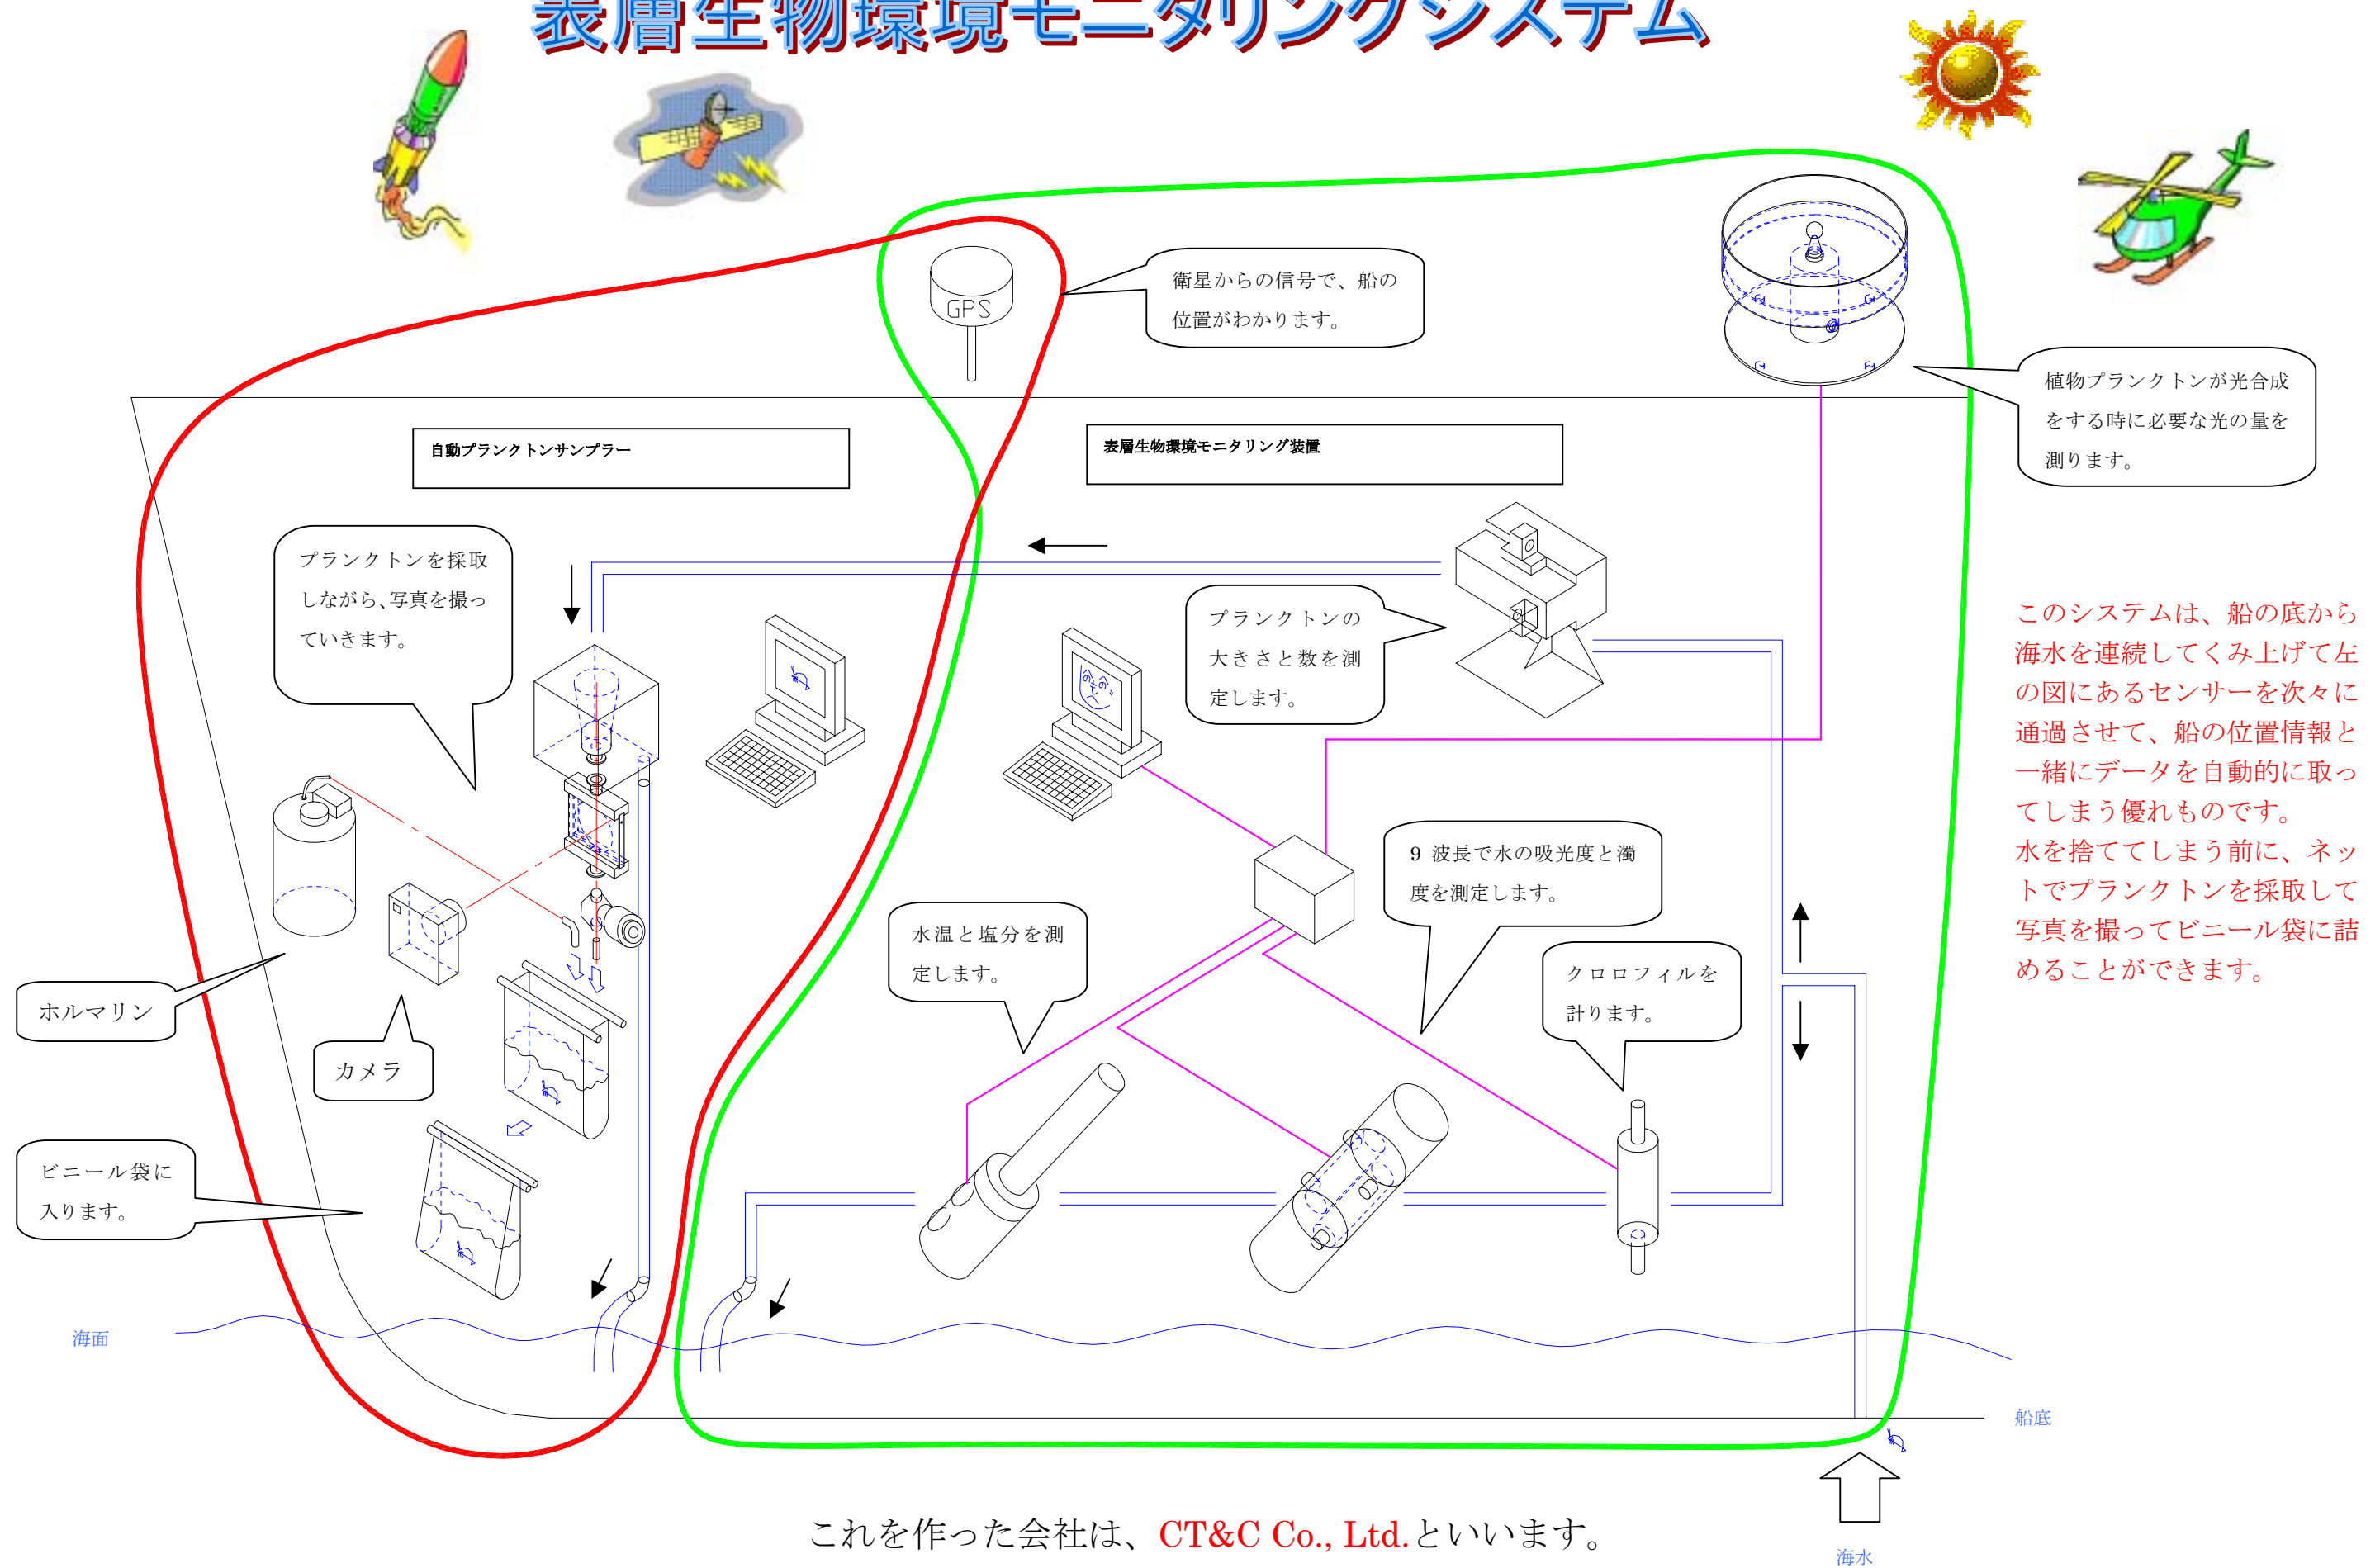 表層生物環境モニタリングシステム
GPS
衛星からの信号で、船の
位置がわかります。
植物プランクトンが光合成
をする時に必要な光の量を
測ります。
自動プランクトンサンプラー
表層生物環境モニタリング装置
プランクトンを採取
しながら、写真を撮っ
ていきます。
プランクトンの
大きさと数を測
定します。
このシステムは、船の底から
海水を連続してくみ上げて左
の図にあるセンサーを次々に
通過させて、船の位置情報と
一緒にデータを自動的に取っ
てしまう優れものです。
水を捨ててしまう前に、ネッ
トでプランクトンを採取して
写真を撮ってビニール袋に詰
めることができます。
9 波長で水の吸光度と濁
度を測定します。
水温と塩分を測
定します。
クロロフィルを
計ります。
ホルマリン
カメラ
ビニール袋に
入ります。
海面
船底
海水
これを作った会社は、CT&C Co., Ltd.といいます。